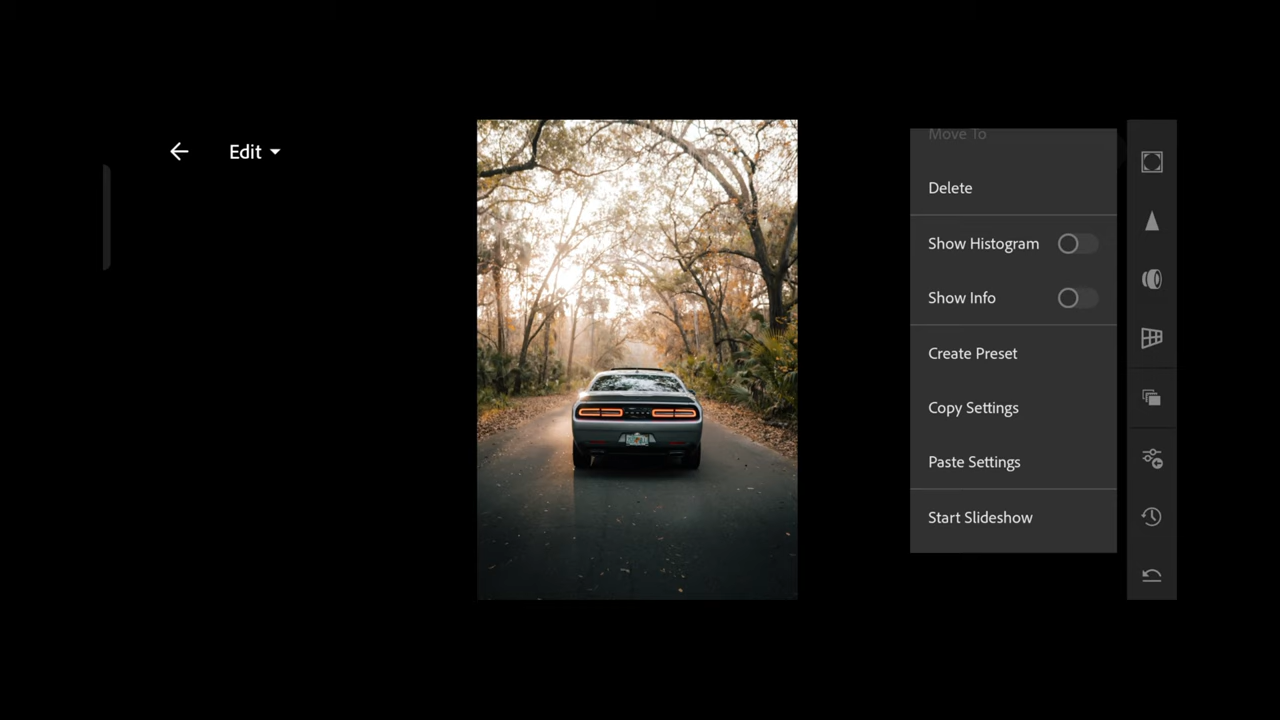 Edit
Move To
Delete
Show Histogram
Show Info
Create Preset
Copy Settings
Paste Settings
Start Slideshow